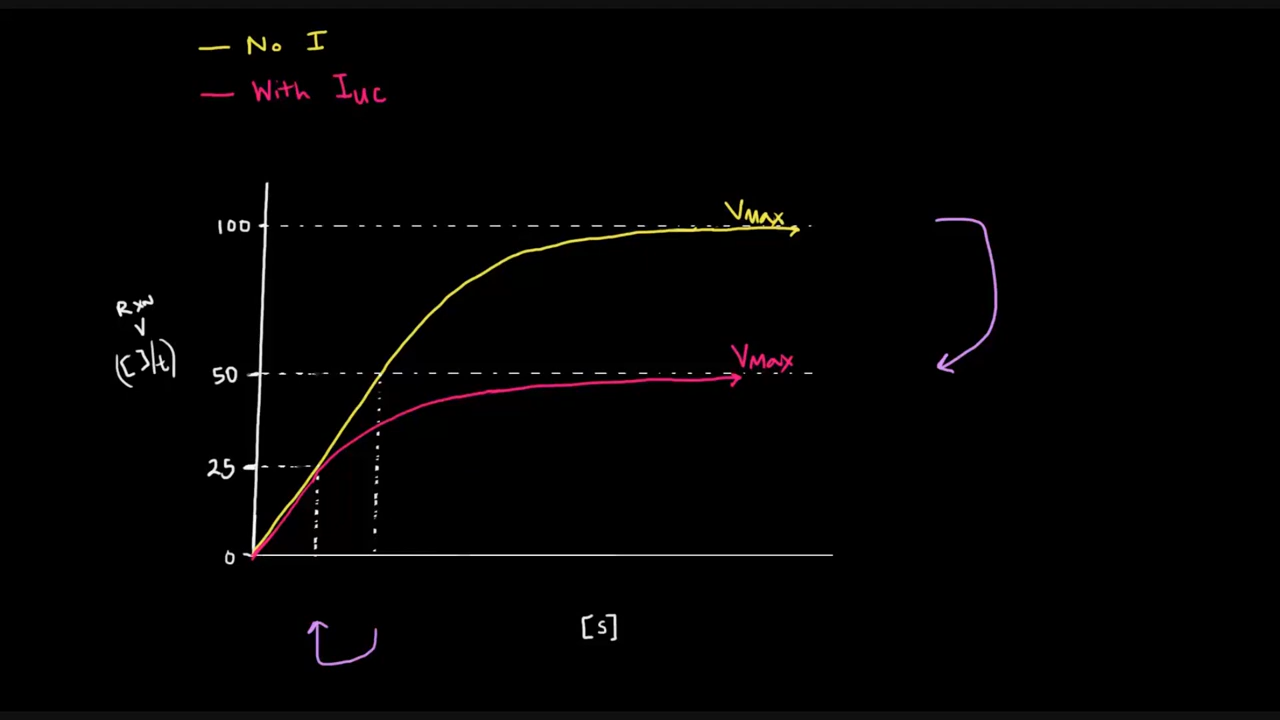 — No I
— With Iuc
Vmax
100
Rxn
V
([]/t)
Vmax
50
25
0
[s]